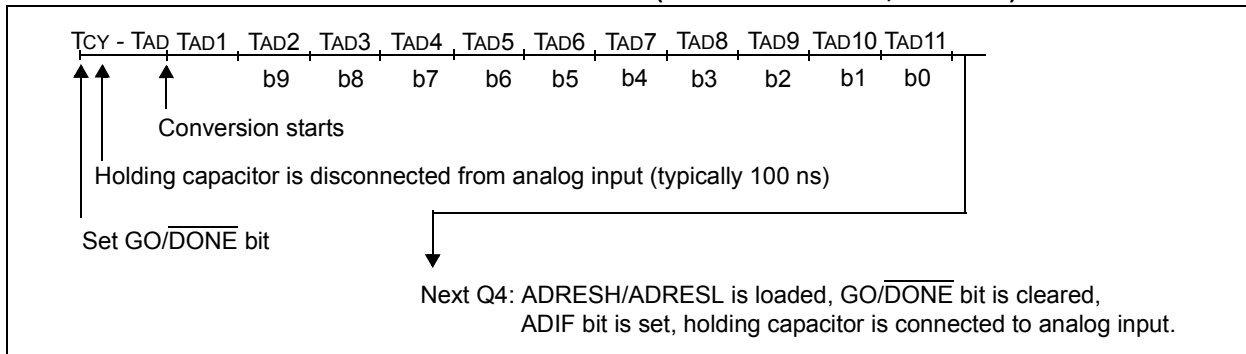 TCY - TAD TAD1 TAD2 TAD3 TAD4 TAD5 TAD6 TAD7 TAD8 TAD9 TAD10 TAD11
b9 b8 b7 b6 b5 b4 b3 b2 b1 b0
Conversion starts
Holding capacitor is disconnected from analog input (typically 100 ns)
Set GO/DONE bit
Next Q4: ADRESH/ADRESL is loaded, GO/DONE bit is cleared,
ADIF bit is set, holding capacitor is connected to analog input.